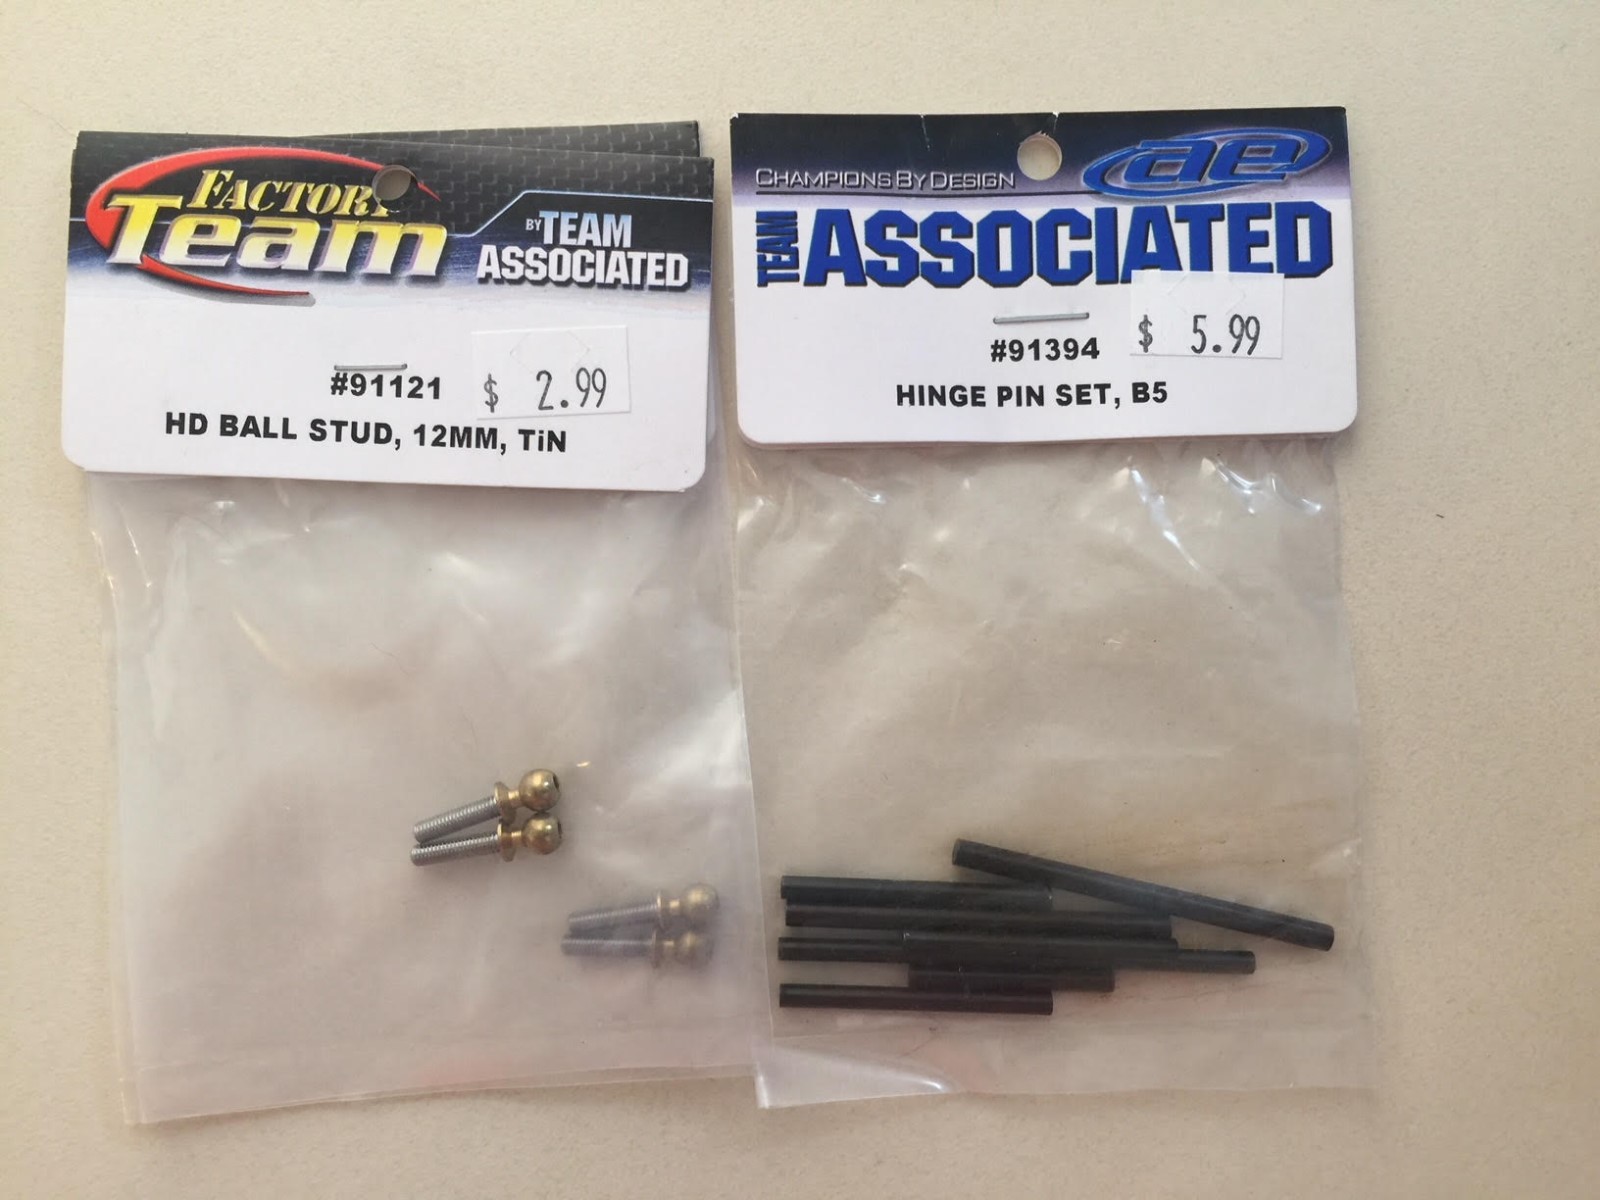 FACTORY
Team
BY TEAM
ASSOCIATED
#91121
$ 2.99
HD BALL STUD, 12MM, TiN
CHAMPIONS BY DESIGN
ae
TEAM ASSOCIATED
#91394
$ 5.99
HINGE PIN SET, B5